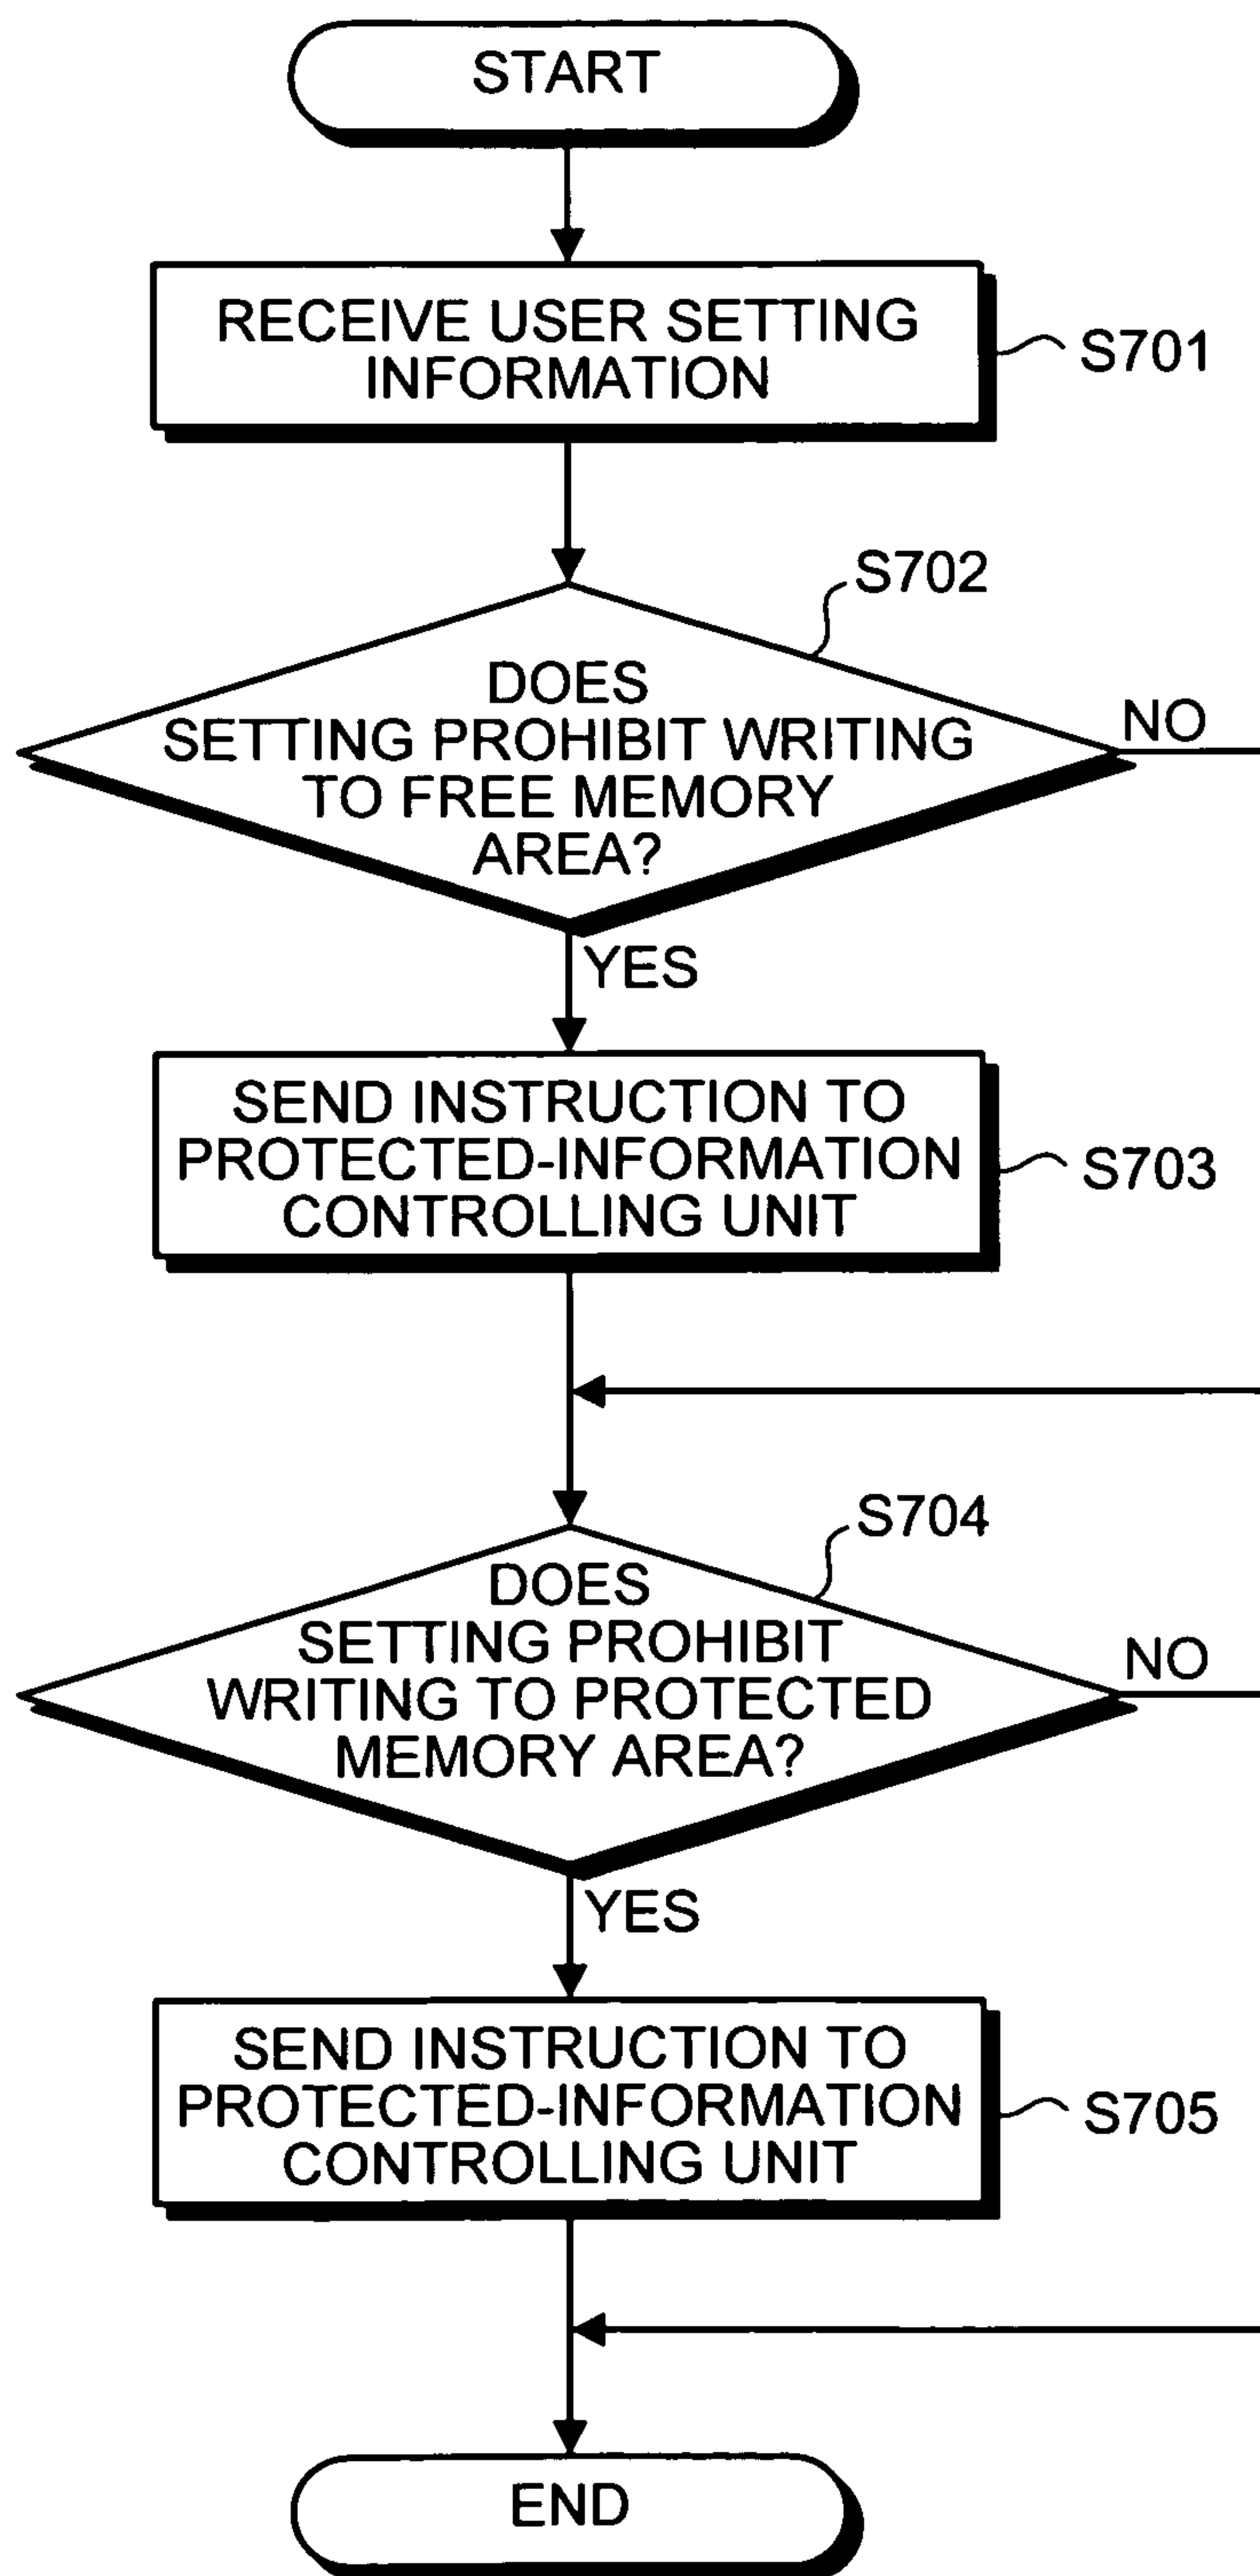 START
RECEIVE USER SETTING
INFORMATION
S701
S702
DOES
SETTING PROHIBIT WRITING
TO FREE MEMORY
AREA?
NO
YES
SEND INSTRUCTION TO
PROTECTED-INFORMATION
CONTROLLING UNIT
S703
S704
DOES
SETTING PROHIBIT
WRITING TO PROTECTED
MEMORY AREA?
NO
YES
SEND INSTRUCTION TO
PROTECTED-INFORMATION
CONTROLLING UNIT
S705
END